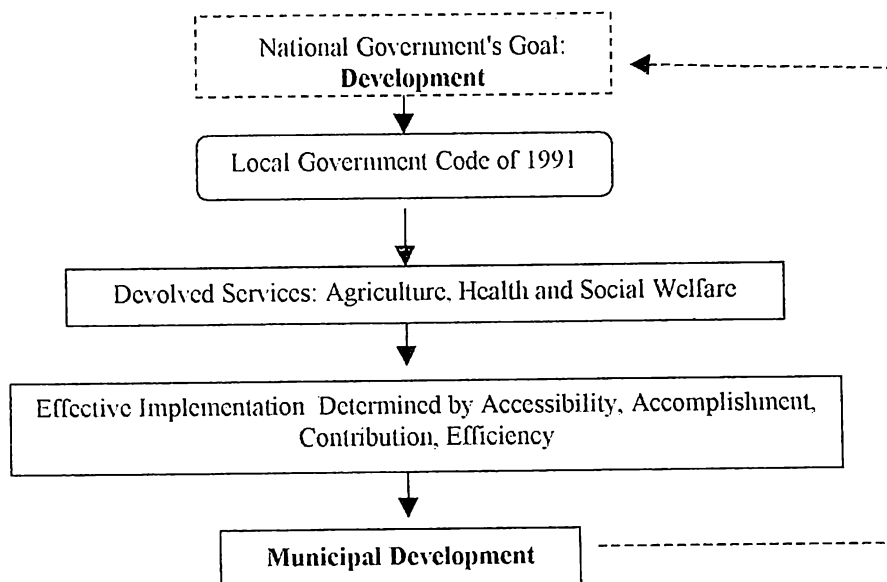 National Government's Goal:
Development
Local Government Code of 1991
Devolved Services: Agriculture, Health and Social Welfare
Effective Implementation Determined by Accessibility, Accomplishment,
Contribution, Efficiency
Municipal Development